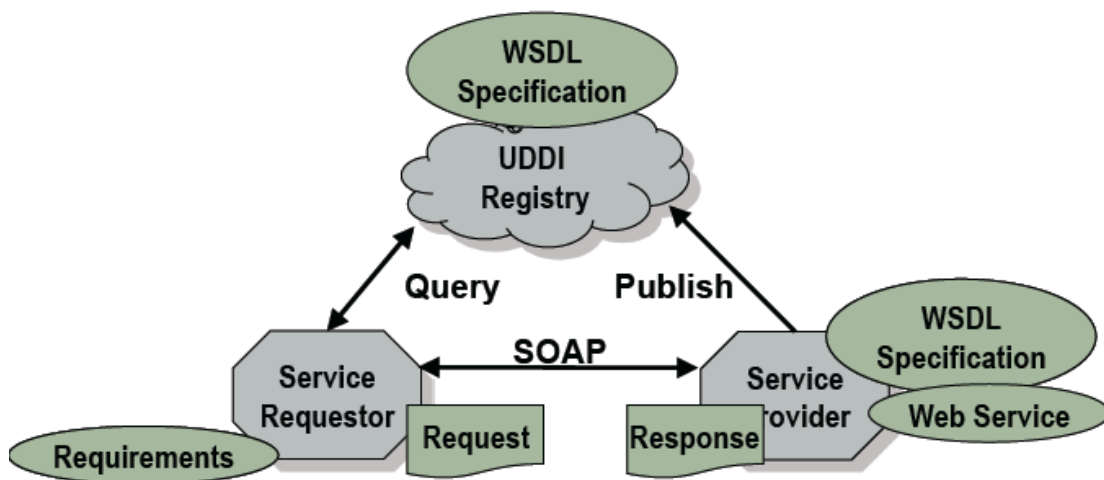 WSDL
Specification
UDDI
Registry
Query
Publish
SOAP
WSDL
Specification
Service
Requestor
Service
rovider
Web Service
Request
Response
Requirements